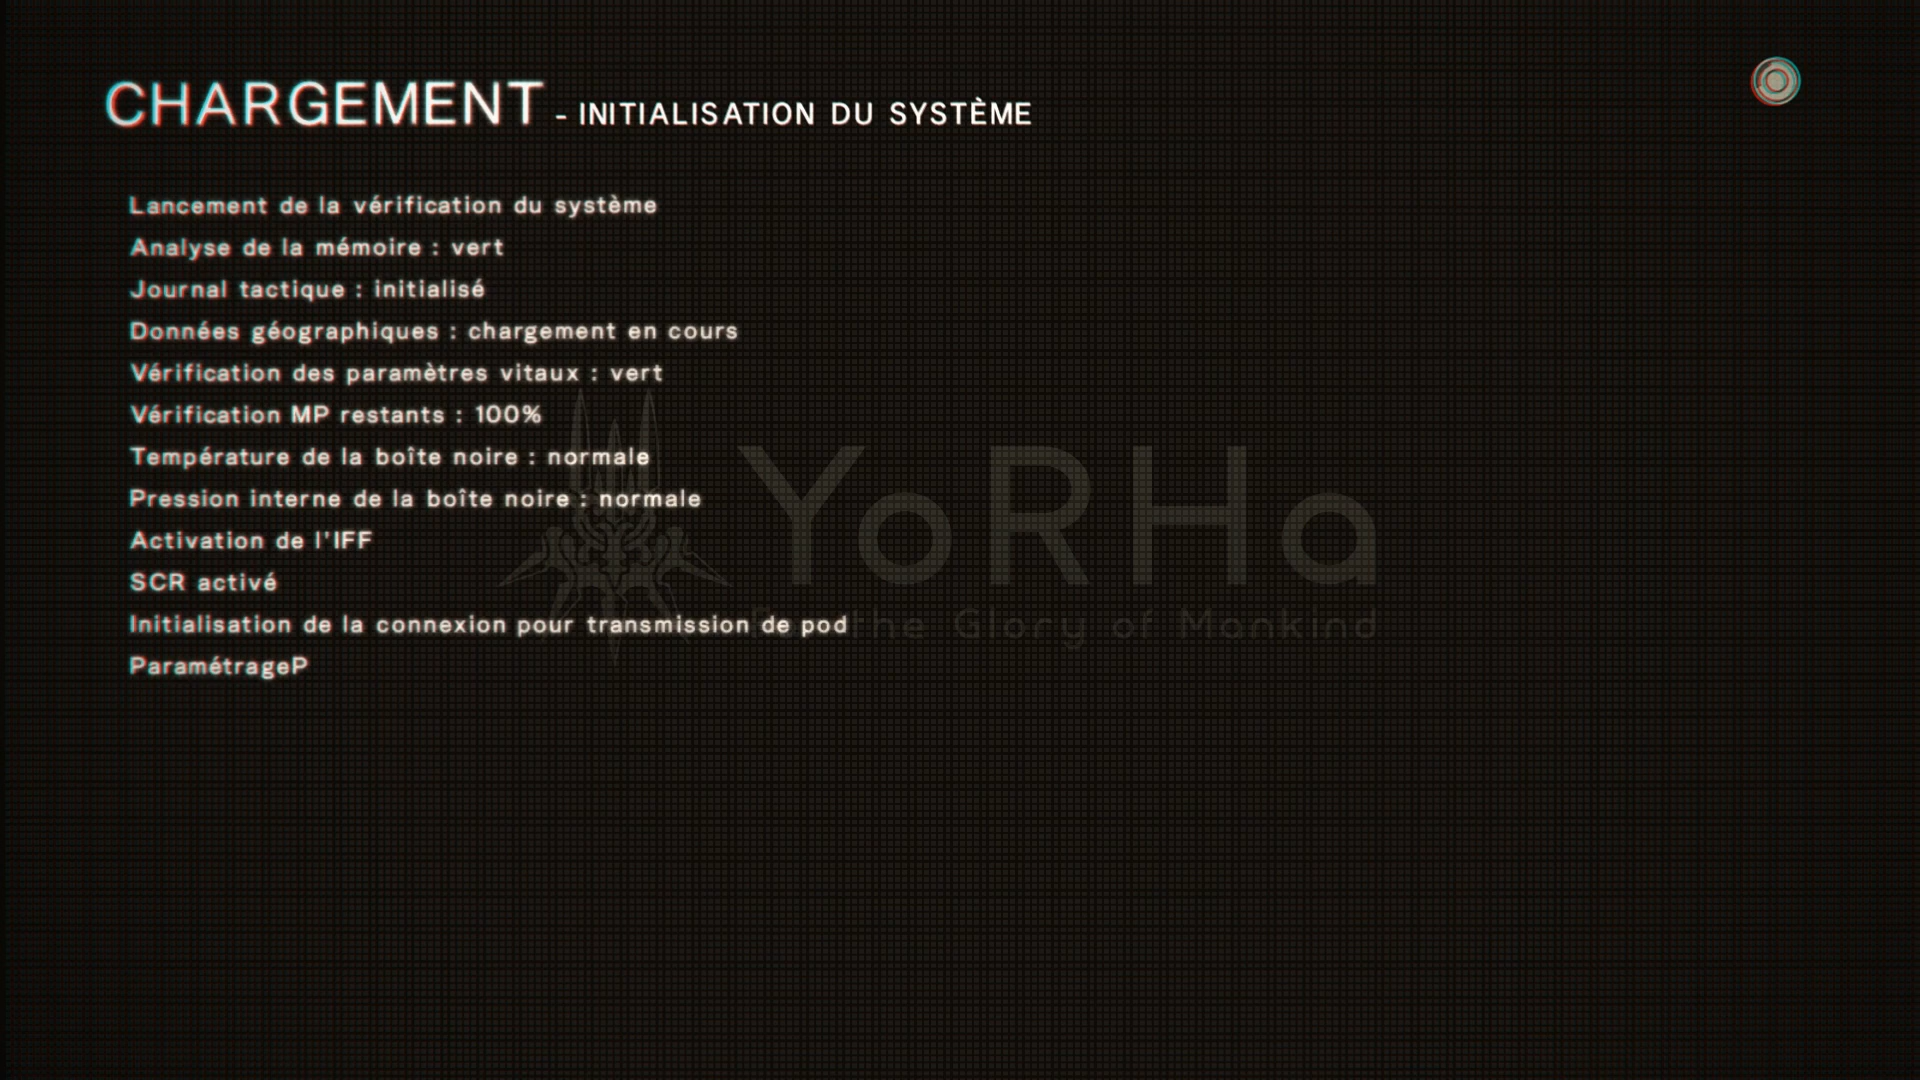 CHARGEMENT - INITIALISATION DU SYSTÈME
Lancement de la vérification du système
Analyse de la mémoire : vert
Journal tactique : initialisé
Données géographiques : chargement en cours
Vérification des paramètres vitaux : vert
Vérification MP restants : 100%
Température de la boîte noire : normale
Pression interne de la boîte noire : normale
Activation de l'IFF
SCR activé
Initialisation de la connexion pour transmission de pod
ParamétrageP
YoRHa
For the Glory of Mankind